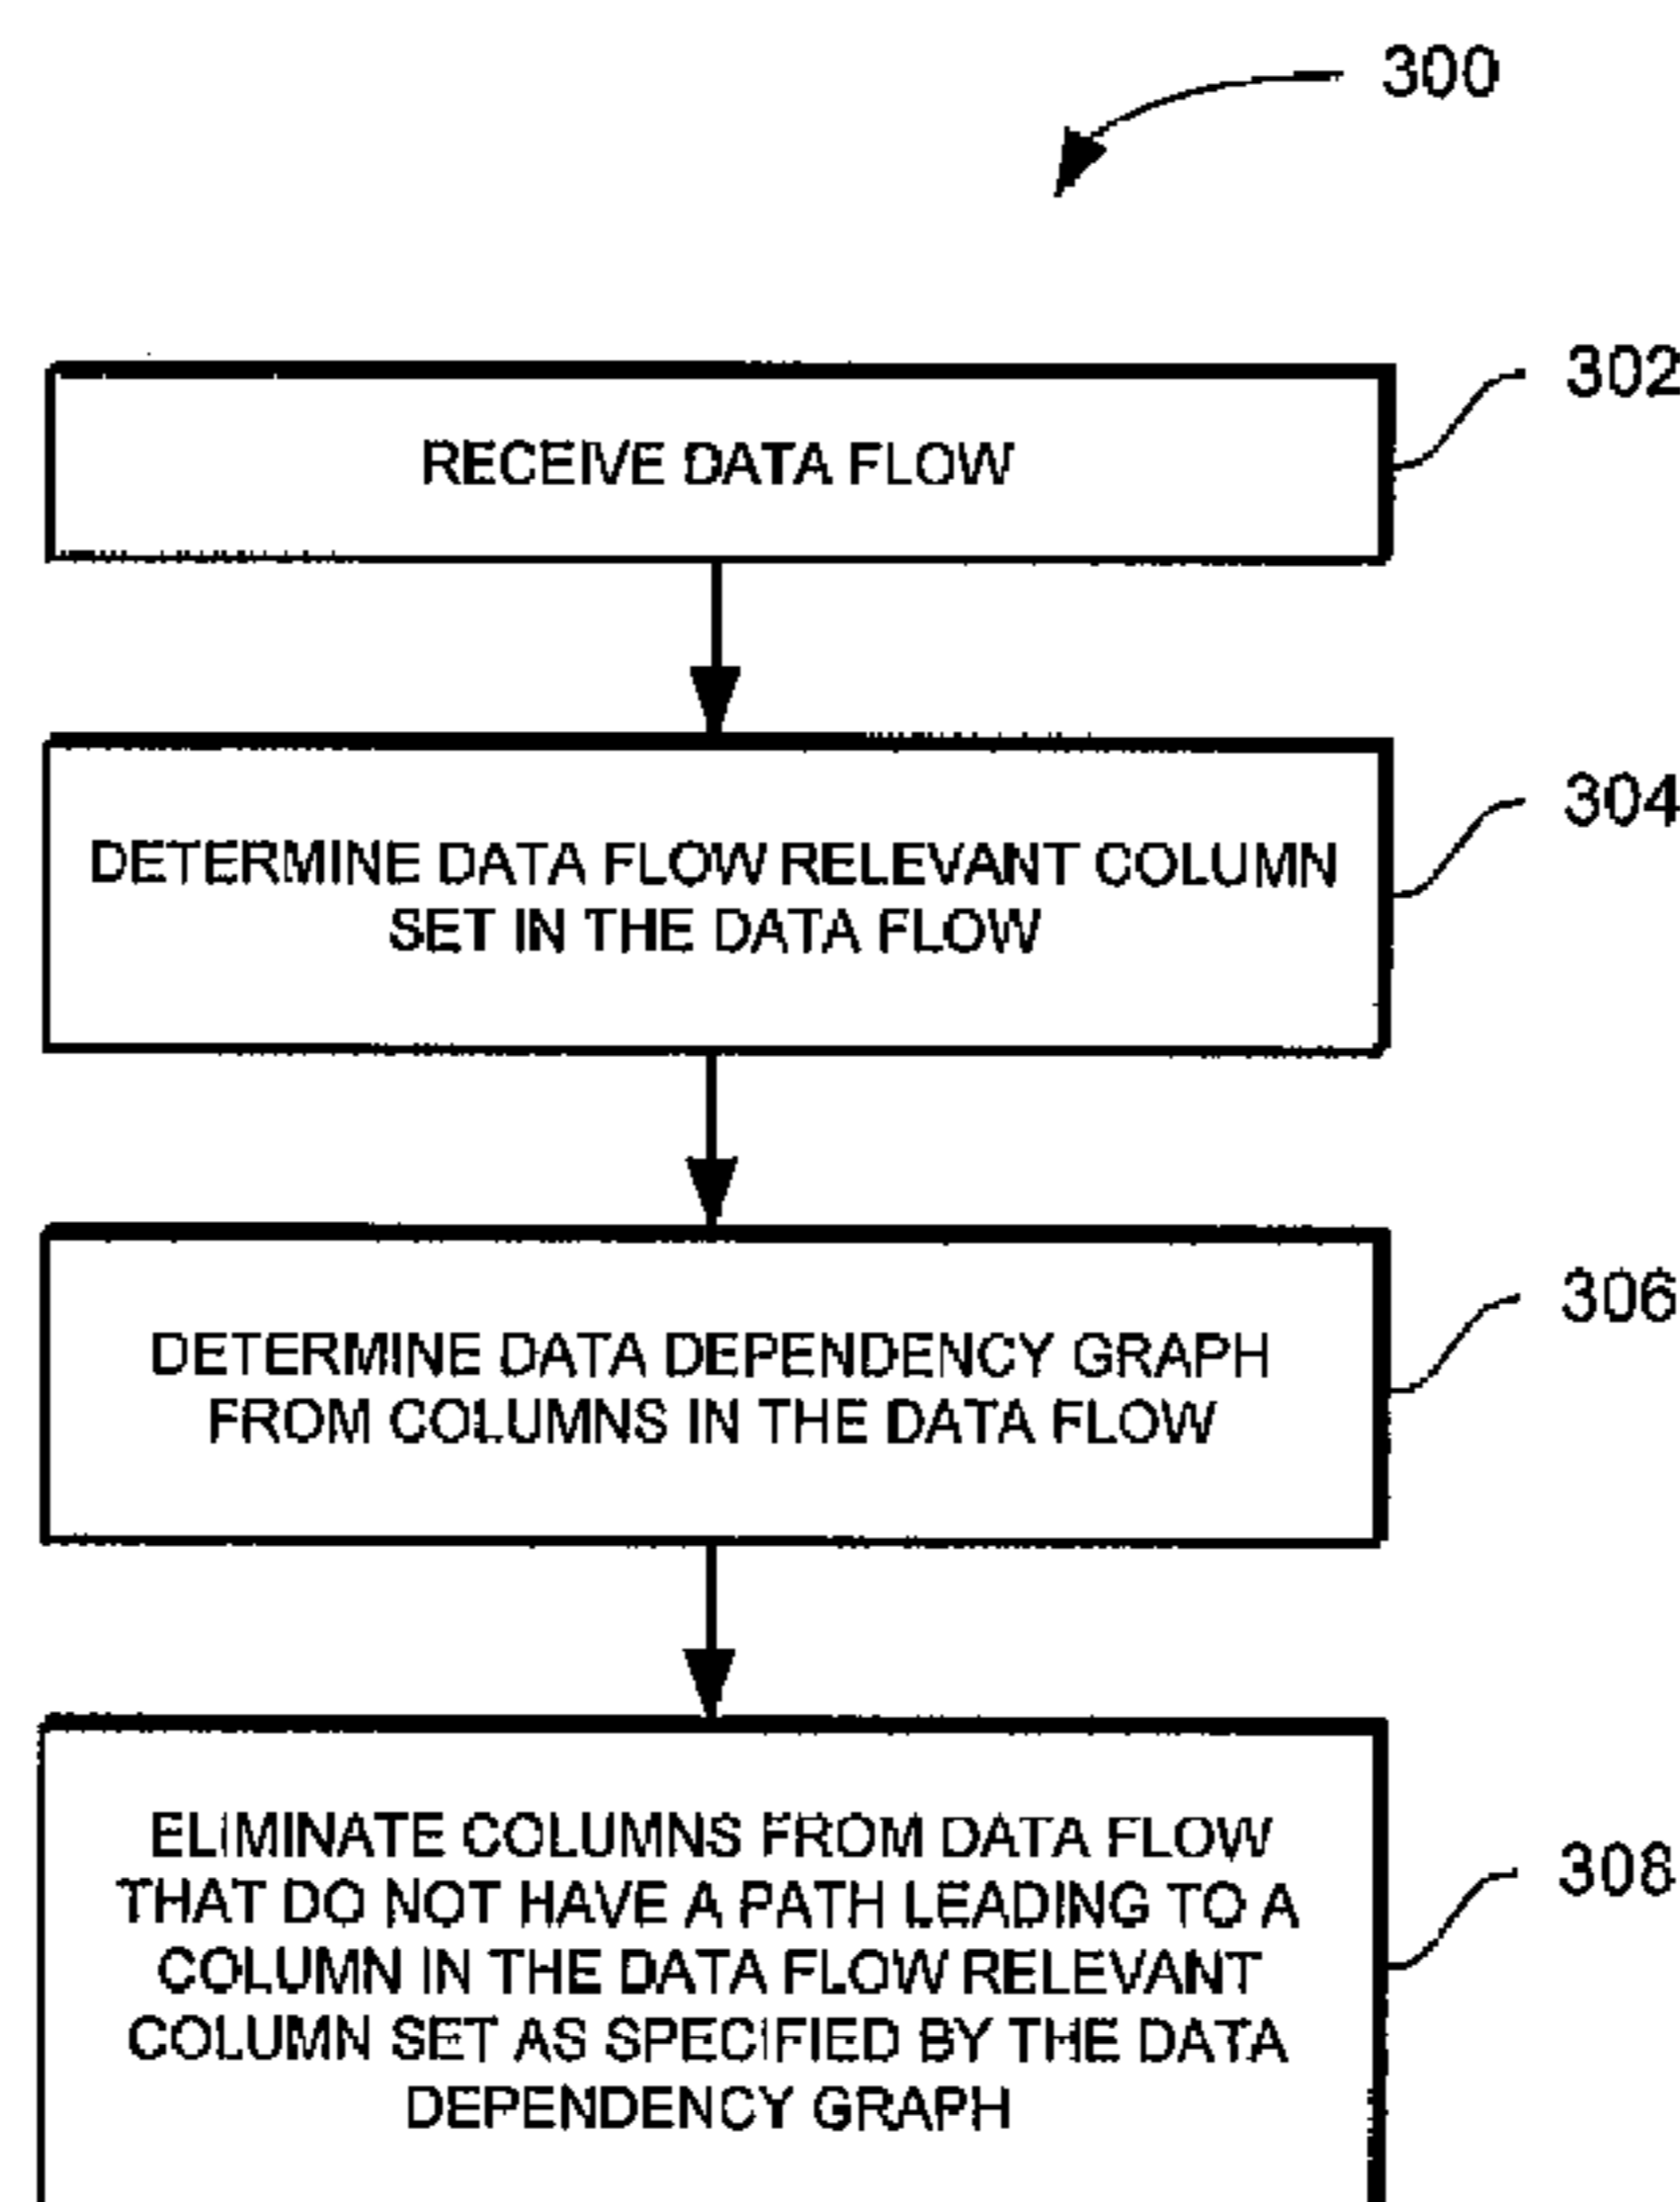 300
302
RECEIVE DATA FLOW
304
DETERMINE DATA FLOW RELEVANT COLUMN
SET IN THE DATA FLOW
306
DETERMINE DATA DEPENDENCY GRAPH
FROM COLUMNS IN THE DATA FLOW
308
ELIMINATE COLUMNS FROM DATA FLOW
THAT DO NOT HAVE A PATH LEADING TO A
COLUMN IN THE DATA FLOW RELEVANT
COLUMN SET AS SPECIFIED BY THE DATA
DEPENDENCY GRAPH